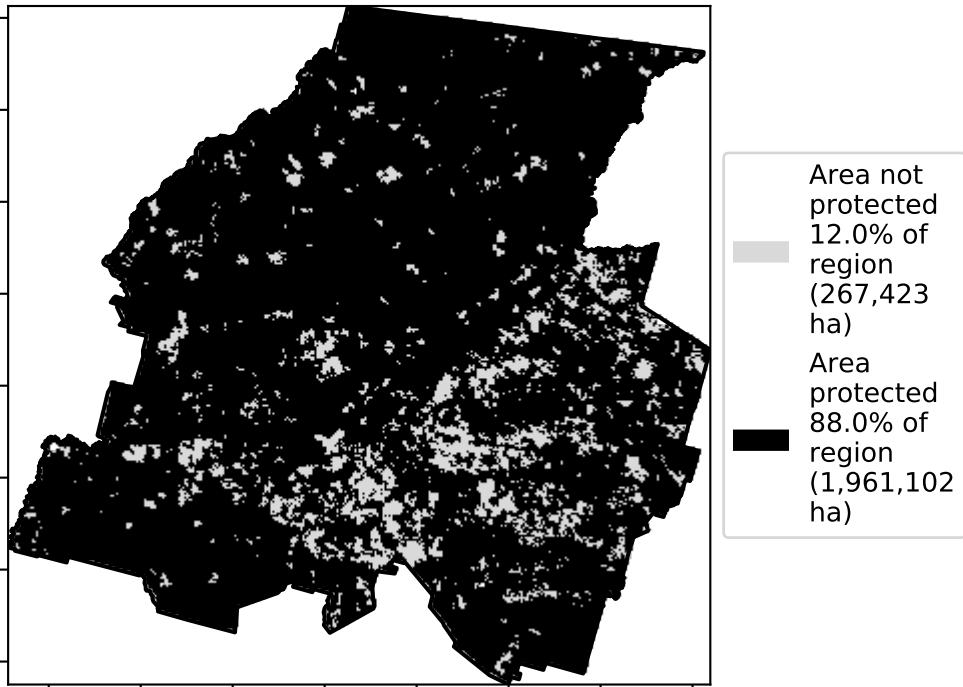 Area not
protected
12.0% of
region
(267,423
ha)
Area
protected
88.0% of
region
(1,961,102
ha)